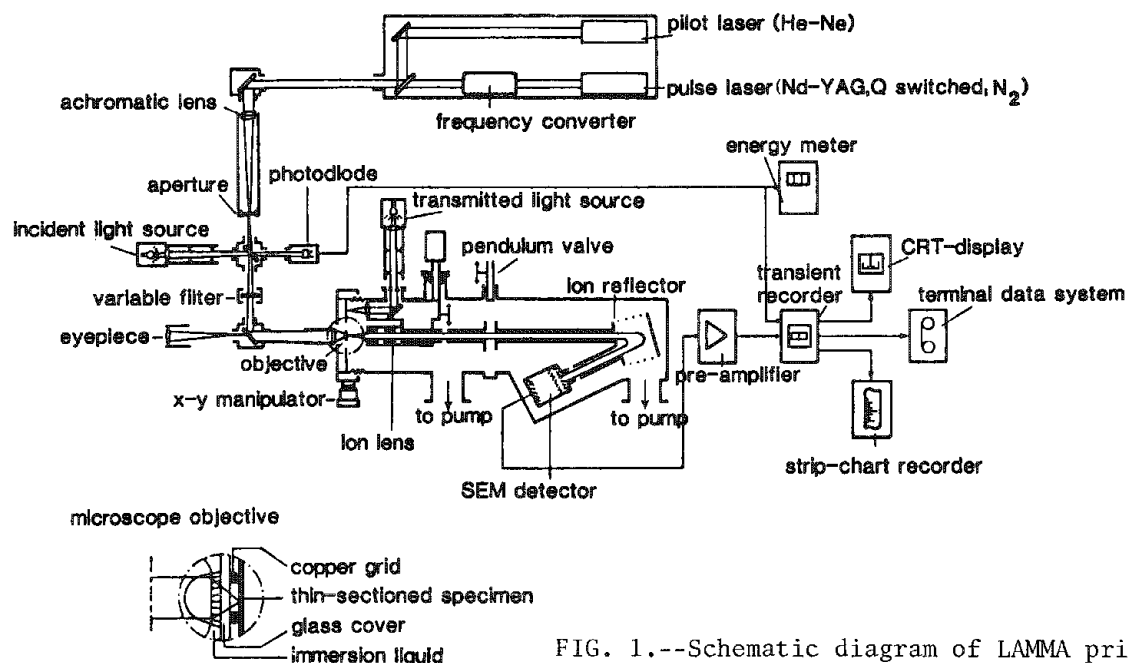 pilot laser (He-Ne)
pulse laser (Nd-YAG,Q switched, N2)
frequency converter
achromatic lens
energy meter
aperture
photodiode
transmitted light source
incident light source
pendulum valve
CRT-display
transient
recorder
ion reflector
terminal data system
variable filter
eyepiece
objective
pre-amplifier
x-y manipulator
to pump
to pump
ion lens
strip-chart recorder
SEM detector
microscope objective
copper grid
thin-sectioned specimen
glass cover
immersion liquid
FIG. 1.--Schematic diagram of LAMMA pri